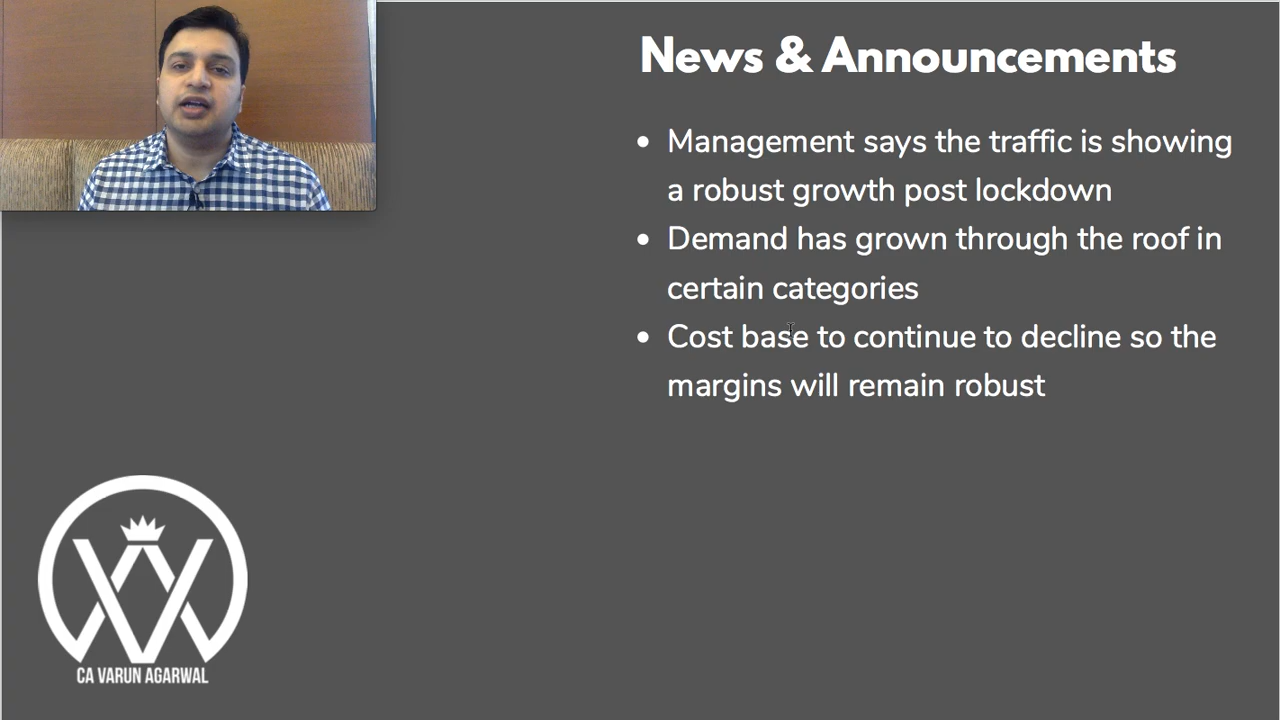 News & Announcements
• Management says the traffic is showing
a robust growth post lockdown
• Demand has grown through the roof in
certain categories
• Cost base to continue to decline so the
margins will remain robust
CA VARUN AGARWAL